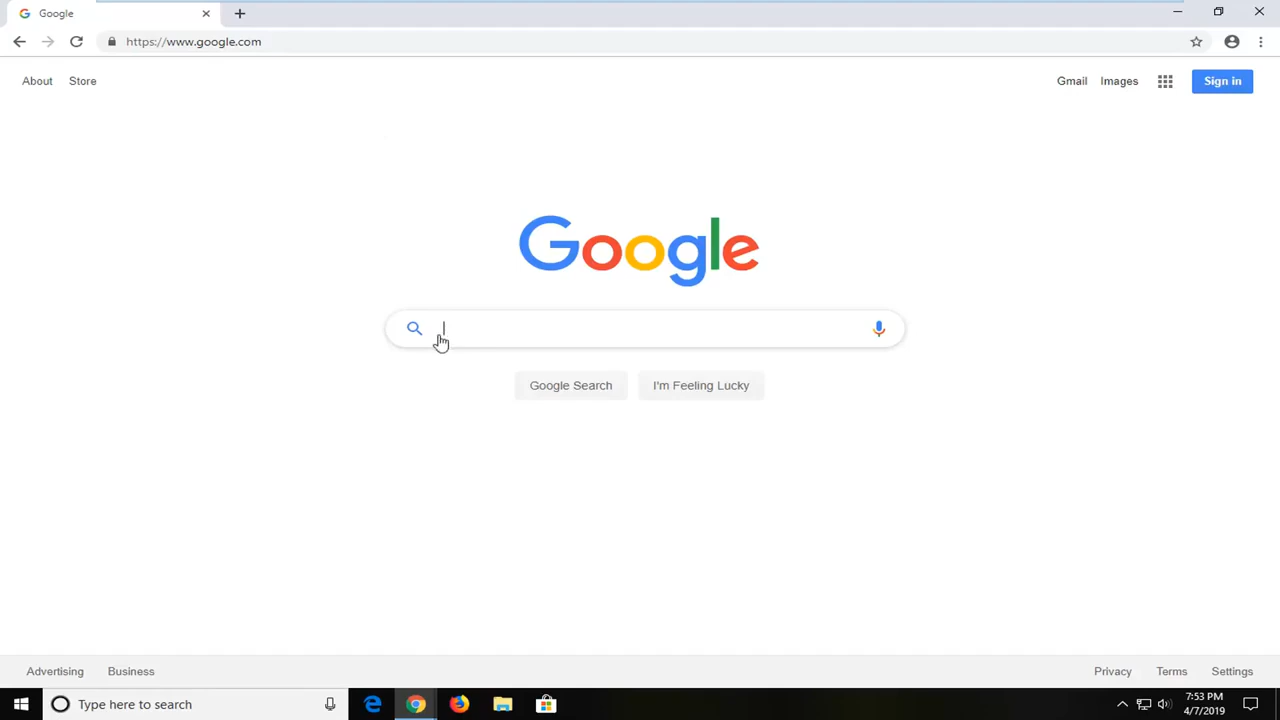 Google
https://www.google.com
About Store Gmail Images Sign in
Google
Google Search I'm Feeling Lucky
Advertising Business Privacy Terms Settings
Type here to search 7:53 PM
4/7/2019